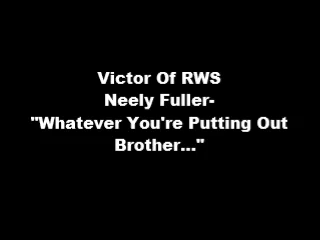 Victor Of RWS
Neely Fuller-
"Whatever You're Putting Out
Brother..."